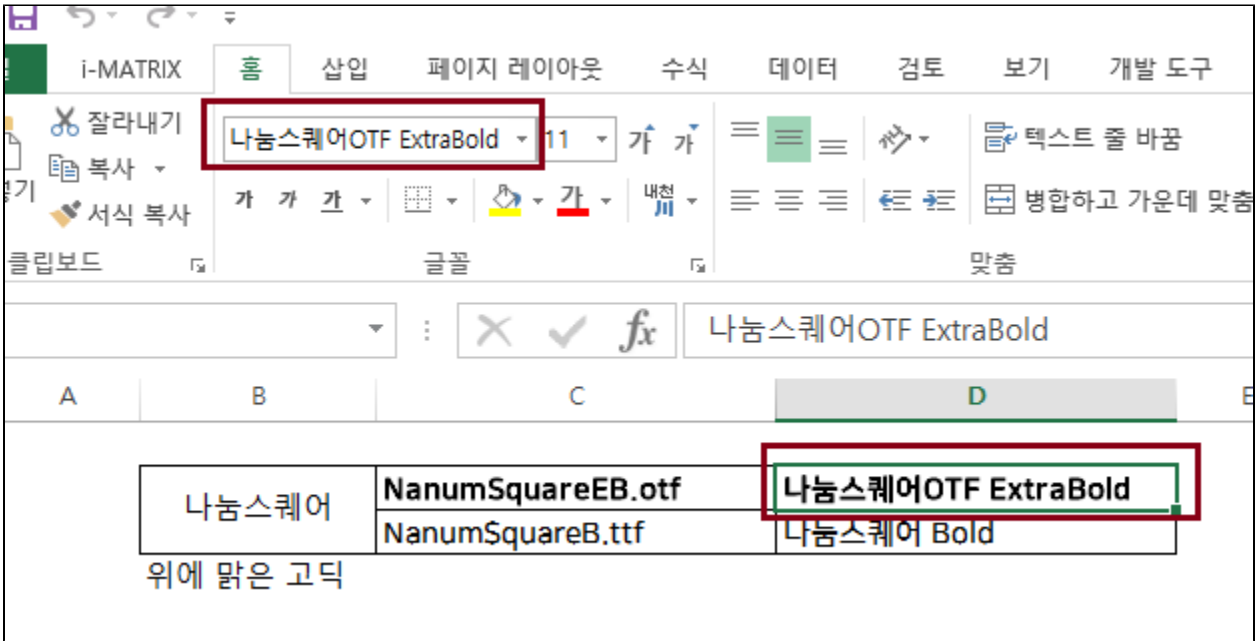 i-MATRIX 홈 삽입 페이지 레이아웃 수식 데이터 검토 보기 개발 도구
잘라내기
복사
서식 복사
클립보드
나눔스퀘어OTF ExtraBold 11 가 가
가 가 가 가 내천 川
글꼴
텍스트 줄 바꿈
병합하고 가운데 맞춤
맞춤
fx 나눔스퀘어OTF ExtraBold
A B C D E
나눔스퀘어 NanumSquareEB.otf 나눔스퀘어OTF ExtraBold
NanumSquareB.ttf 나눔스퀘어 Bold
위에 맑은 고딕